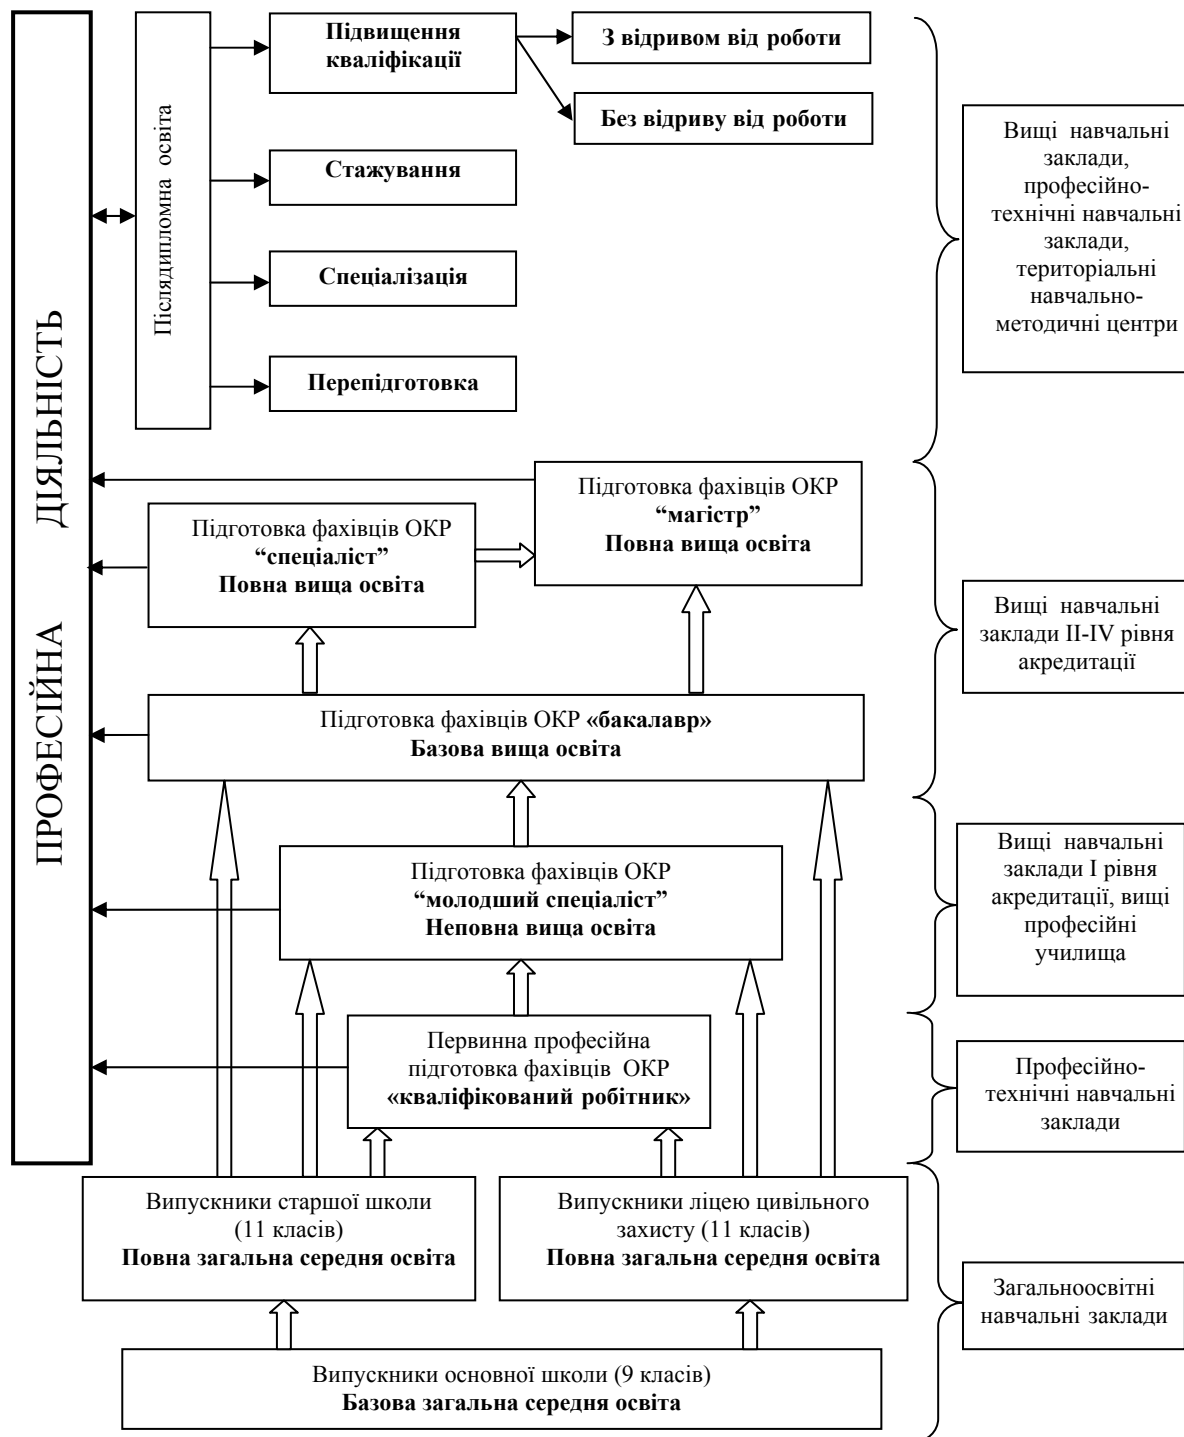 ПРОФЕСІЙНА ДІЯЛЬНІСТЬ
Післядипломна освіта
Підвищення
кваліфікації
З відривом від роботи
Без відриву від роботи
Стажування
Спеціалізація
Перепідготовка
Вищі навчальні
заклади,
професійно-
технічні навчальні
заклади,
територіальні
навчально-
методичні центри
Підготовка фахівців ОКР
“магістр”
Повна вища освіта
Підготовка фахівців ОКР
“спеціаліст”
Повна вища освіта
Вищі навчальні
заклади II-IV рівня
акредитації
Підготовка фахівців ОКР «бакалавр»
Базова вища освіта
Підготовка фахівців ОКР
“молодший спеціаліст”
Неповна вища освіта
Вищі навчальні
заклади I рівня
акредитації, вищі
професійні
училища
Первинна професійна
підготовка фахівців ОКР
«кваліфікований робітник»
Професійно-
технічні навчальні
заклади
Випускники старшої школи
(11 класів)
Повна загальна середня освіта
Випускники ліцею цивільного
захисту (11 класів)
Повна загальна середня освіта
Загальноосвітні
навчальні заклади
Випускники основної школи (9 класів)
Базова загальна середня освіта